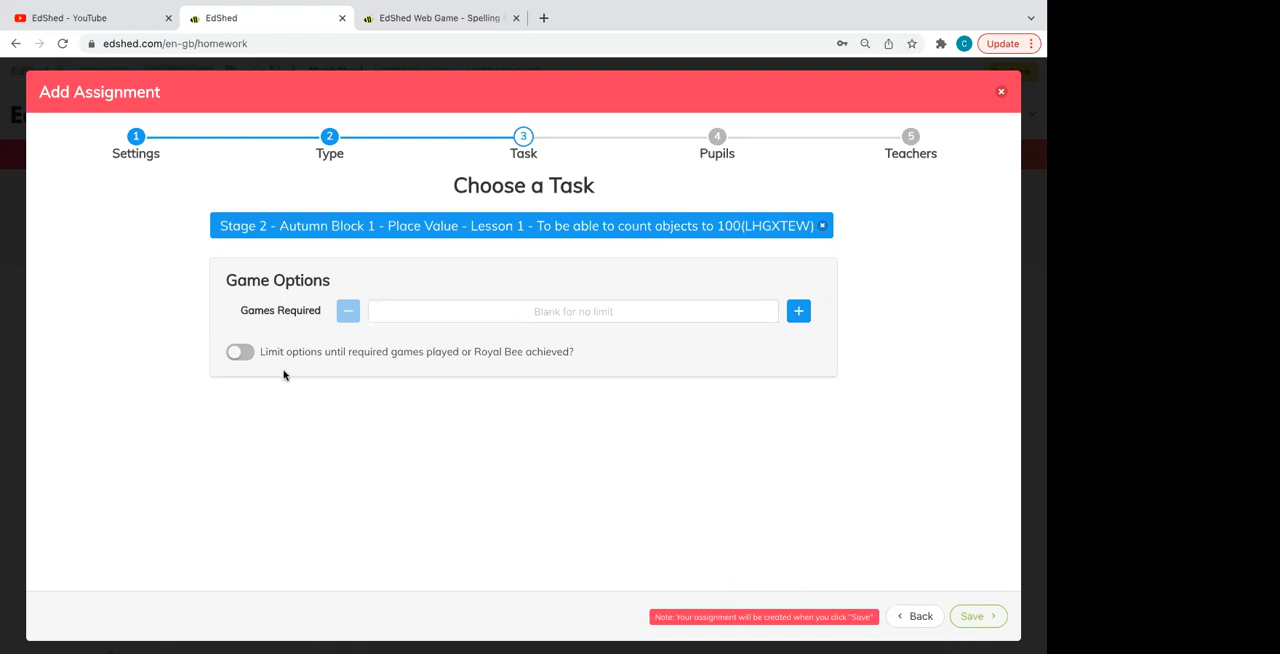 EdShed - YouTube
EdShed
EdShed Web Game - Spelling
edshed.com/en-gb/homework
C
Update
Add Assignment
1
2
3
4
5
Settings
Type
Task
Pupils
Teachers
Choose a Task
Stage 2 - Autumn Block 1 - Place Value - Lesson 1 - To be able to count objects to 100(LHGXTEW)
Game Options
Games Required
Blank for no limit
Limit options until required games played or Royal Bee achieved?
Note: Your assignment will be created when you click "Save"
Back
Save